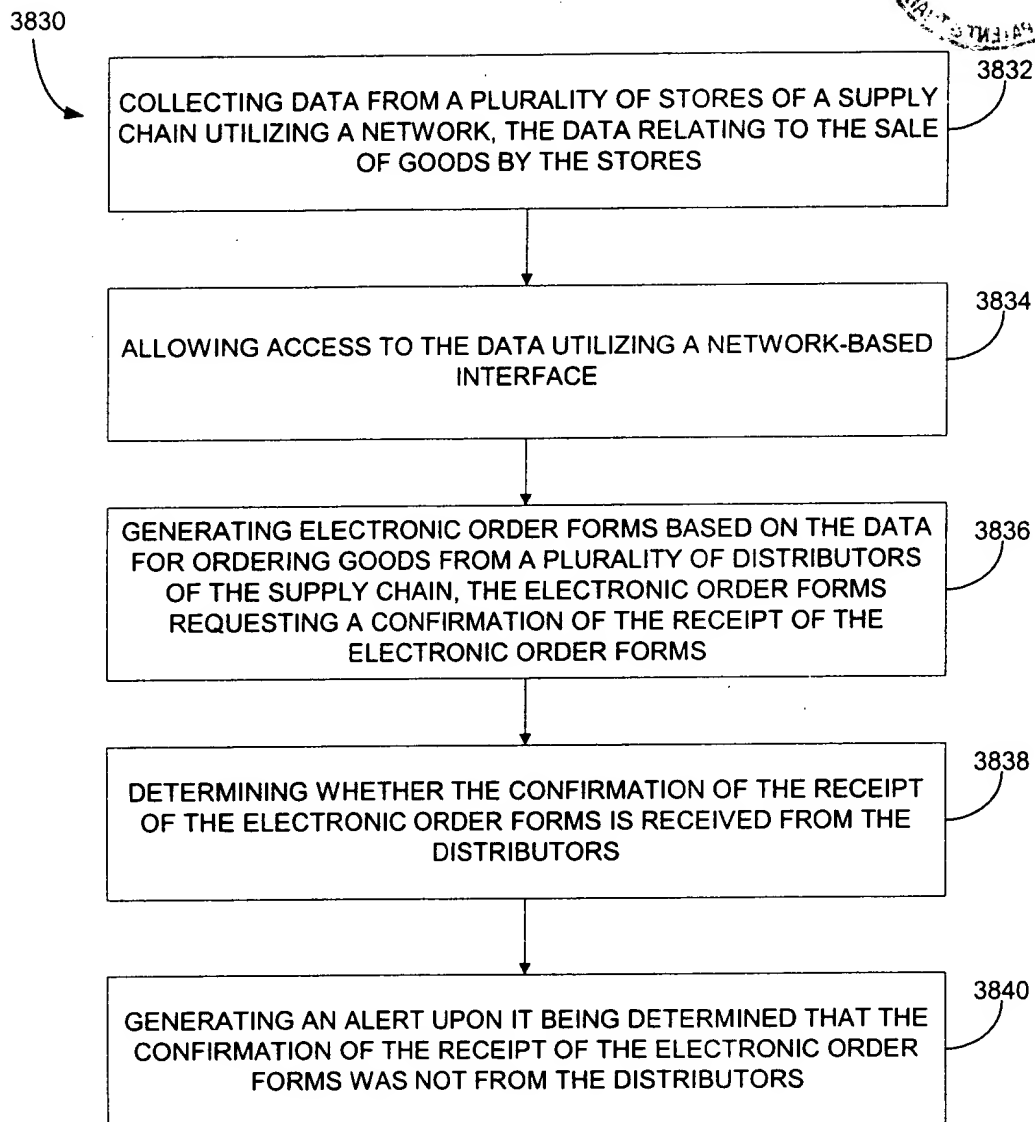 3830
3832
COLLECTING DATA FROM A PLURALITY OF STORES OF A SUPPLY
CHAIN UTILIZING A NETWORK, THE DATA RELATING TO THE SALE
OF GOODS BY THE STORES
3834
ALLOWING ACCESS TO THE DATA UTILIZING A NETWORK-BASED
INTERFACE
3836
GENERATING ELECTRONIC ORDER FORMS BASED ON THE DATA
FOR ORDERING GOODS FROM A PLURALITY OF DISTRIBUTORS
OF THE SUPPLY CHAIN, THE ELECTRONIC ORDER FORMS
REQUESTING A CONFIRMATION OF THE RECEIPT OF THE
ELECTRONIC ORDER FORMS
3838
DETERMINING WHETHER THE CONFIRMATION OF THE RECEIPT
OF THE ELECTRONIC ORDER FORMS IS RECEIVED FROM THE
DISTRIBUTORS
3840
GENERATING AN ALERT UPON IT BEING DETERMINED THAT THE
CONFIRMATION OF THE RECEIPT OF THE ELECTRONIC ORDER
FORMS WAS NOT FROM THE DISTRIBUTORS